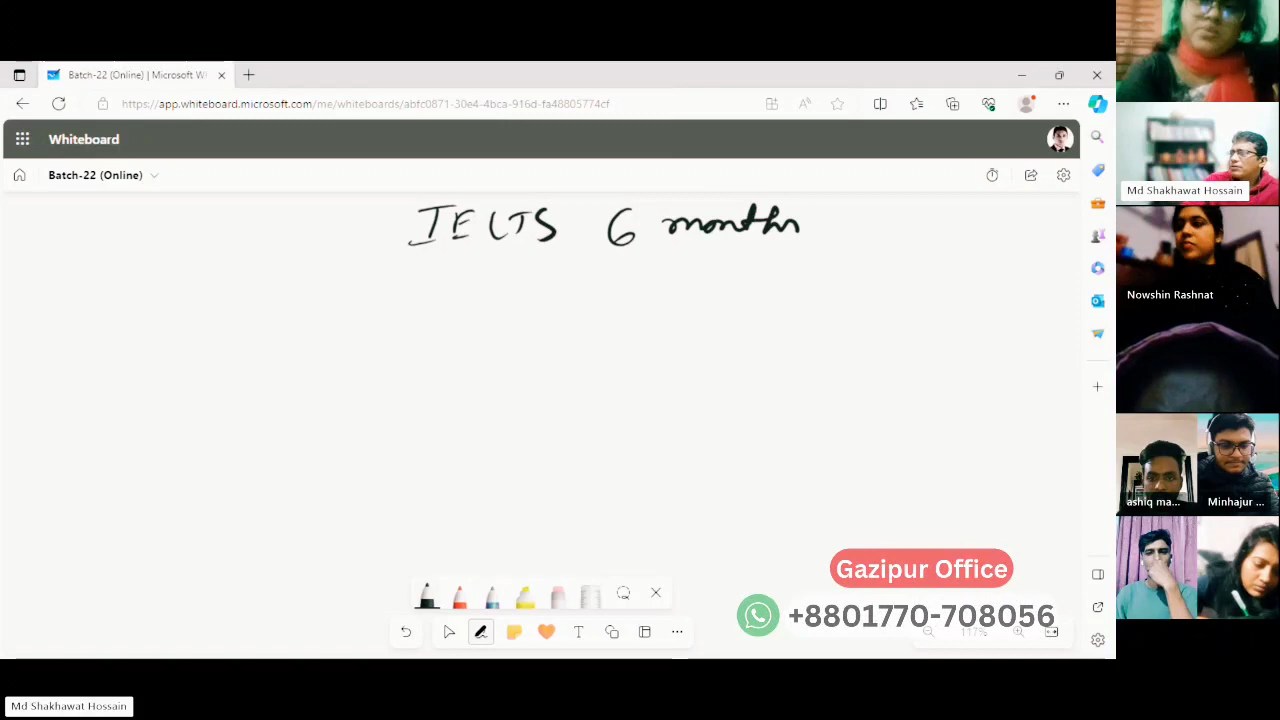 Batch-22 (Online) | Microsoft W
https://app.whiteboard.microsoft.com/me/whiteboards/abfc0871-30e4-4bca-916d-fa48805774cf
Whiteboard
Batch-22 (Online)
IELTS 6 months
Md Shakhawat Hossain
Nowshin Rashnat
ashiq ma...
Minhajur ...
Gazipur Office
+8801770-708056
117%
Md Shakhawat Hossain